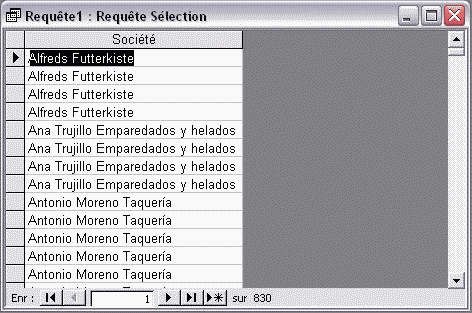 Requête1 : Requête Sélection
Société
Alfreds Futterkiste
Alfreds Futterkiste
Alfreds Futterkiste
Alfreds Futterkiste
Ana Trujillo Emparedados y helados
Ana Trujillo Emparedados y helados
Ana Trujillo Emparedados y helados
Ana Trujillo Emparedados y helados
Antonio Moreno Taquería
Antonio Moreno Taquería
Antonio Moreno Taquería
Antonio Moreno Taquería
Antonio Moreno Taquería
Enr : 1 sur 830